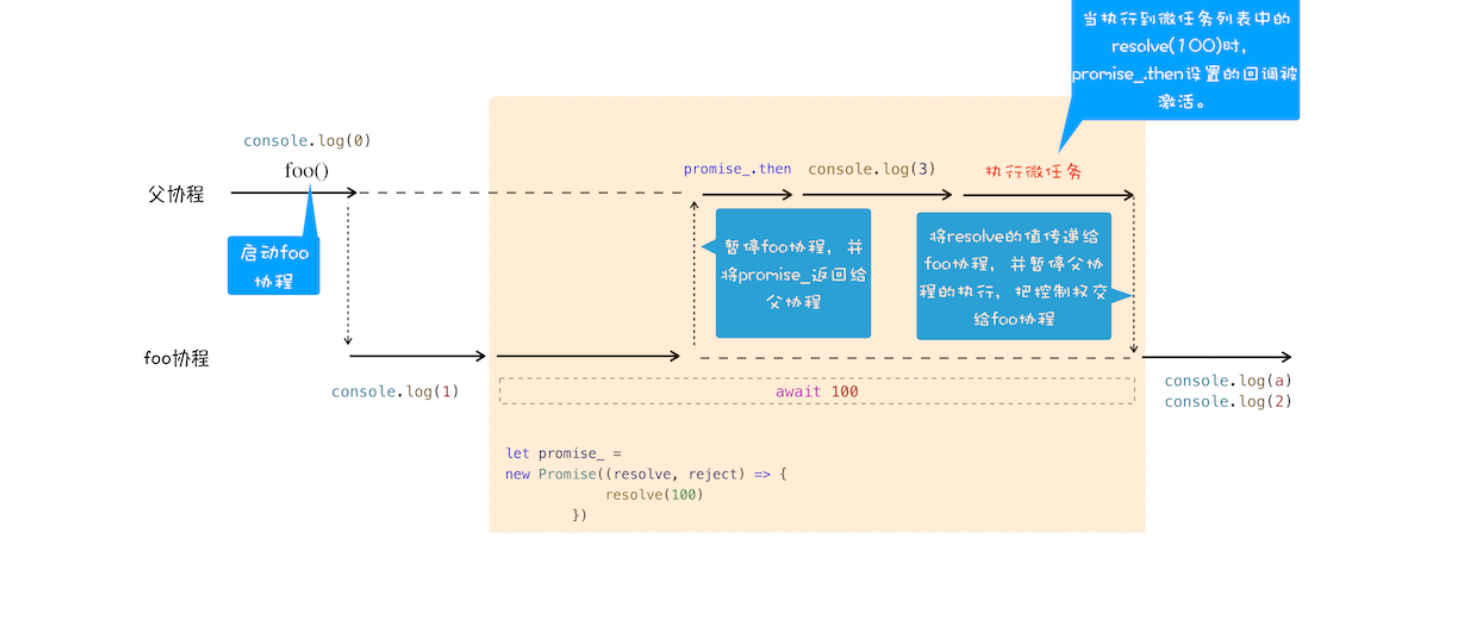 当执行到微任务列表中的
resolve(100)时，
promise_.then设置的回调被
激活。
console.log(0)
foo()
父协程
启动foo
协程
promise_.then
console.log(3)
执行微任务
暂停foo协程，并
将promise_返回给
父协程
将resolve的值传递给
foo协程，并暂停父协
程的执行，把控制权交
给foo协程
foo协程
console.log(1)
await 100
console.log(a)
console.log(2)
let promise_ =
new Promise((resolve, reject) => {
resolve(100)
})